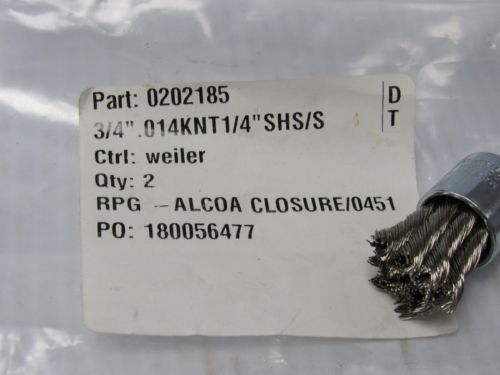 Part: 0202185
3/4".014KNT1/4"SHS/S
Ctrl: weiler
Qty: 2
RPG -ALCOA CLOSURE/0451
PO: 180056477
D
T